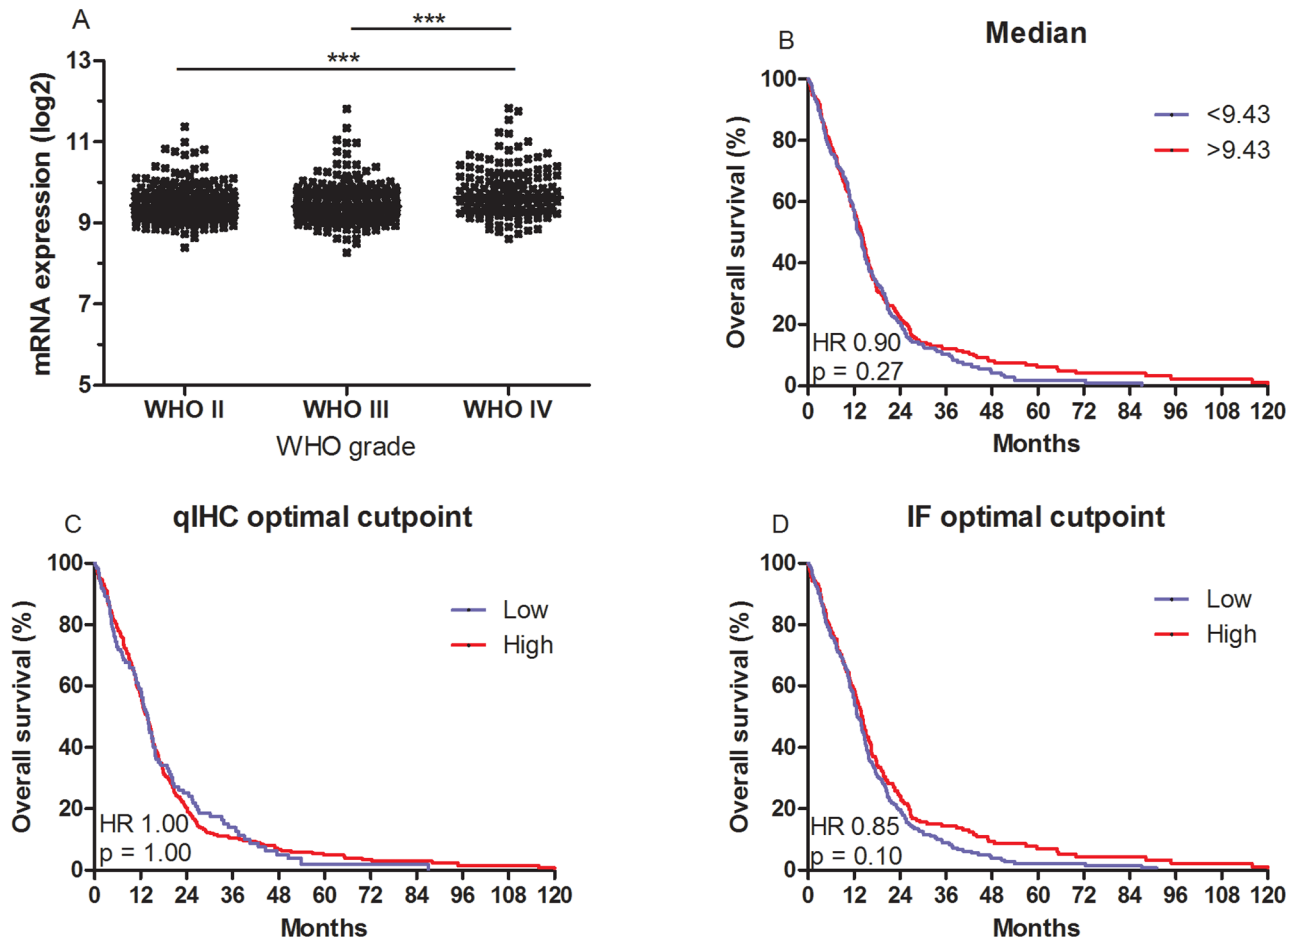 A
***
***
mRNA expression (log2)
13
11
9
7
5
WHO II WHO III WHO IV
WHO grade
B
Median
Overall survival (%)
100
80
60
40
20
0
<9.43
>9.43
HR 0.90
p = 0.27
0 12 24 36 48 60 72 84 96 108 120
Months
C
qIHC optimal cutpoint
Overall survival (%)
100
80
60
40
20
0
Low
High
HR 1.00
p = 1.00
0 12 24 36 48 60 72 84 96 108 120
Months
D
IF optimal cutpoint
Overall survival (%)
100
80
60
40
20
0
Low
High
HR 0.85
p = 0.10
0 12 24 36 48 60 72 84 96 108 120
Months